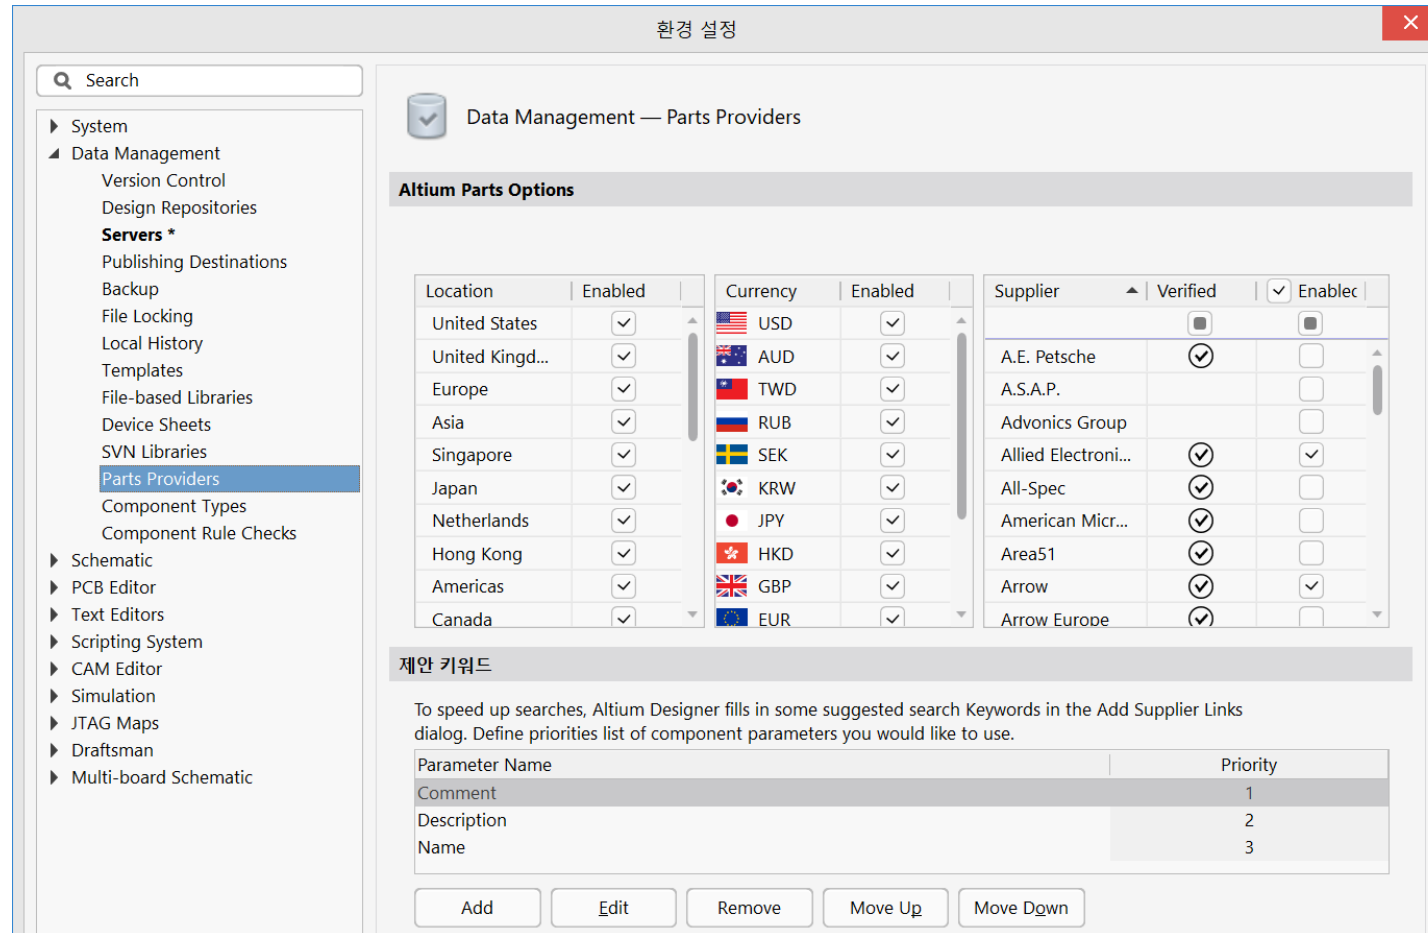 환경 설정
Search
System
Data Management
Version Control
Design Repositories
Servers *
Publishing Destinations
Backup
File Locking
Local History
Templates
File-based Libraries
Device Sheets
SVN Libraries
Parts Providers
Component Types
Component Rule Checks
Schematic
PCB Editor
Text Editors
Scripting System
CAM Editor
Simulation
JTAG Maps
Draftsman
Multi-board Schematic
Data Management — Parts Providers
Altium Parts Options
Location Enabled
United States
United Kingd...
Europe
Asia
Singapore
Japan
Netherlands
Hong Kong
Americas
Canada
Currency Enabled
USD
AUD
TWD
RUB
SEK
KRW
JPY
HKD
GBP
EUR
Supplier Verified Enablec
A.E. Petsche
A.S.A.P.
Advonics Group
Allied Electroni...
All-Spec
American Micr...
Area51
Arrow
Arrow Europe
제안 키워드
To speed up searches, Altium Designer fills in some suggested search Keywords in the Add Supplier Links
dialog. Define priorities list of component parameters you would like to use.
Parameter Name Priority
Comment 1
Description 2
Name 3
Add Edit Remove Move Up Move Down